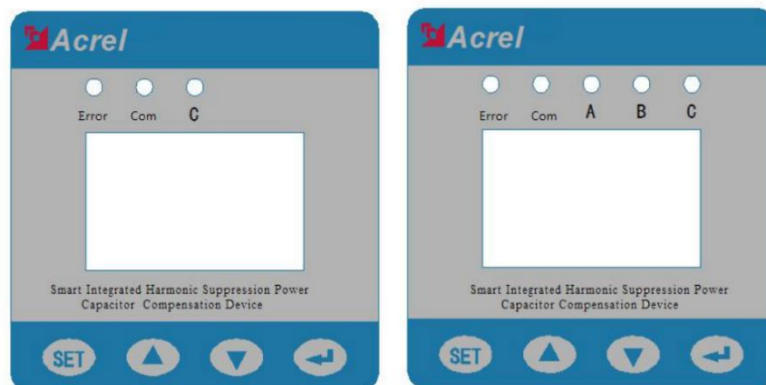 Acrel
Error Com C
Smart Integrated Harmonic Suppression Power
Capacitor Compensation Device
SET
Acrel
Error Com A B C
Smart Integrated Harmonic Suppression Power
Capacitor Compensation Device
SET